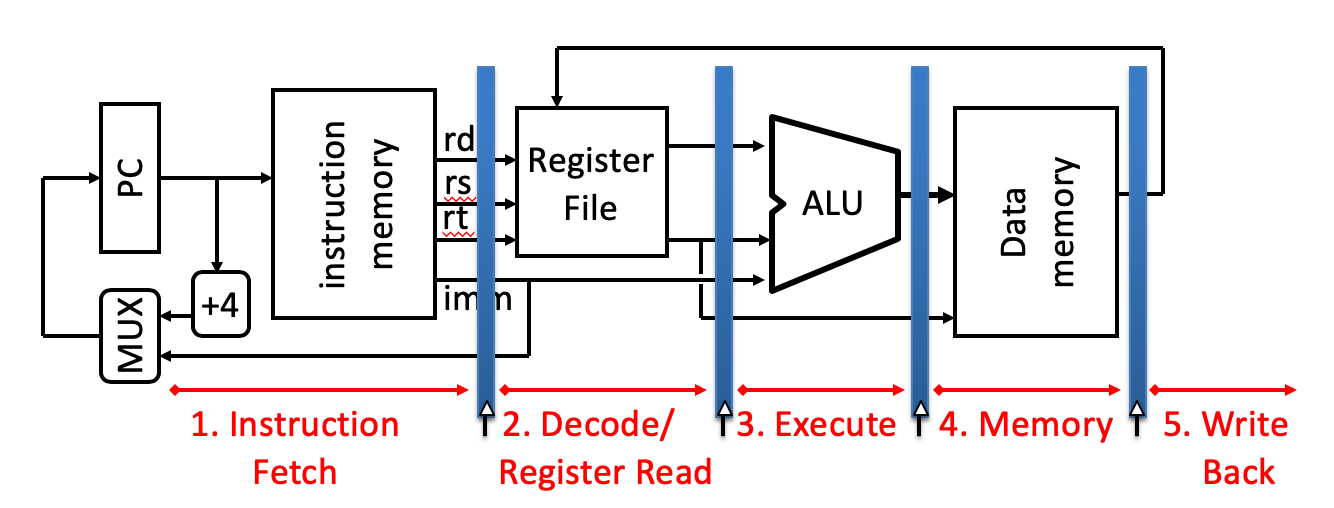 PC
+4
MUX
instruction
memory
rd
rs
rt
imm
Register
File
ALU
Data
memory
1. Instruction
Fetch
2. Decode/
Register Read
3. Execute
4. Memory
5. Write
Back